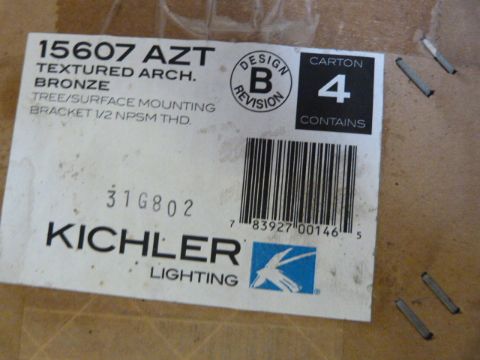 15607 AZT
TEXTURED ARCH.
BRONZE
TREE/SURFACE MOUNTING
BRACKET 1/2 NPSM THD.
DESIGN
B
REVISION
CARTON
4
CONTAINS
31G802
7 83927 00146 5
KICHLER
LIGHTING